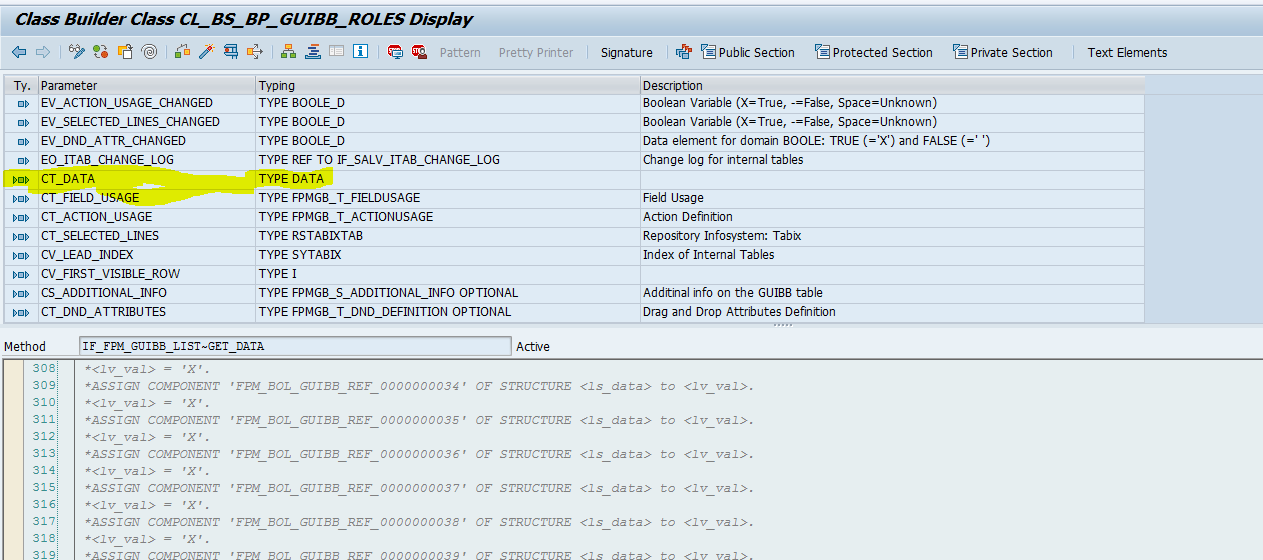 Class Builder Class CL_BS_BP_GUIBB_ROLES Display
Pattern Pretty Printer Signature Public Section Protected Section Private Section Text Elements
Ty. Parameter Typing Description
EV_ACTION_USAGE_CHANGED TYPE BOOLE_D Boolean Variable (X=True, -=False, Space=Unknown)
EV_SELECTED_LINES_CHANGED TYPE BOOLE_D Boolean Variable (X=True, -=False, Space=Unknown)
EV_DND_ATTR_CHANGED TYPE BOOLE_D Data element for domain BOOLE: TRUE (='X') and FALSE (=' ')
EO_ITAB_CHANGE_LOG TYPE REF TO IF_SALV_ITAB_CHANGE_LOG Change log for internal tables
CT_DATA TYPE DATA
CT_FIELD_USAGE TYPE FPMGB_T_FIELDUSAGE Field Usage
CT_ACTION_USAGE TYPE FPMGB_T_ACTIONUSAGE Action Definition
CT_SELECTED_LINES TYPE RSTABIXTAB Repository Infosystem: Tabix
CV_LEAD_INDEX TYPE SYTABIX Index of Internal Tables
CV_FIRST_VISIBLE_ROW TYPE I
CS_ADDITIONAL_INFO TYPE FPMGB_S_ADDITIONAL_INFO OPTIONAL Additinal info on the GUIBB table
CT_DND_ATTRIBUTES TYPE FPMGB_T_DND_DEFINITION OPTIONAL Drag and Drop Attributes Definition
Method IF_FPM_GUIBB_LIST~GET_DATA Active
308 *<lv_val> = 'X'.
309 *ASSIGN COMPONENT 'FPM_BOL_GUIBB_REF_0000000034' OF STRUCTURE <ls_data> to <lv_val>.
310 *<lv_val> = 'X'.
311 *ASSIGN COMPONENT 'FPM_BOL_GUIBB_REF_0000000035' OF STRUCTURE <ls_data> to <lv_val>.
312 *<lv_val> = 'X'.
313 *ASSIGN COMPONENT 'FPM_BOL_GUIBB_REF_0000000036' OF STRUCTURE <ls_data> to <lv_val>.
314 *<lv_val> = 'X'.
315 *ASSIGN COMPONENT 'FPM_BOL_GUIBB_REF_0000000037' OF STRUCTURE <ls_data> to <lv_val>.
316 *<lv_val> = 'X'.
317 *ASSIGN COMPONENT 'FPM_BOL_GUIBB_REF_0000000038' OF STRUCTURE <ls_data> to <lv_val>.
318 *<lv_val> = 'X'.
319 *ASSIGN COMPONENT 'FPM_BOL_GUIBB_REF_0000000039' OF STRUCTURE <ls_data> to <lv_val>.